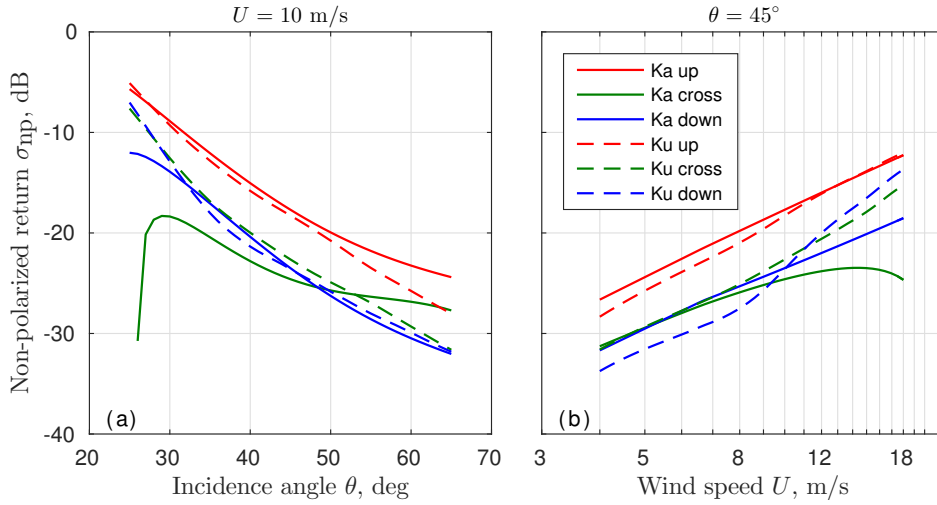 U = 10 m/s
θ = 45°
Non-polarized return σnp, dB
0
-10
-20
-30
-40
20
30
40
50
60
70
(a)
Incidence angle θ, deg
Ka up
Ka cross
Ka down
Ku up
Ku cross
Ku down
(b)
3
5
8
12
18
Wind speed U, m/s